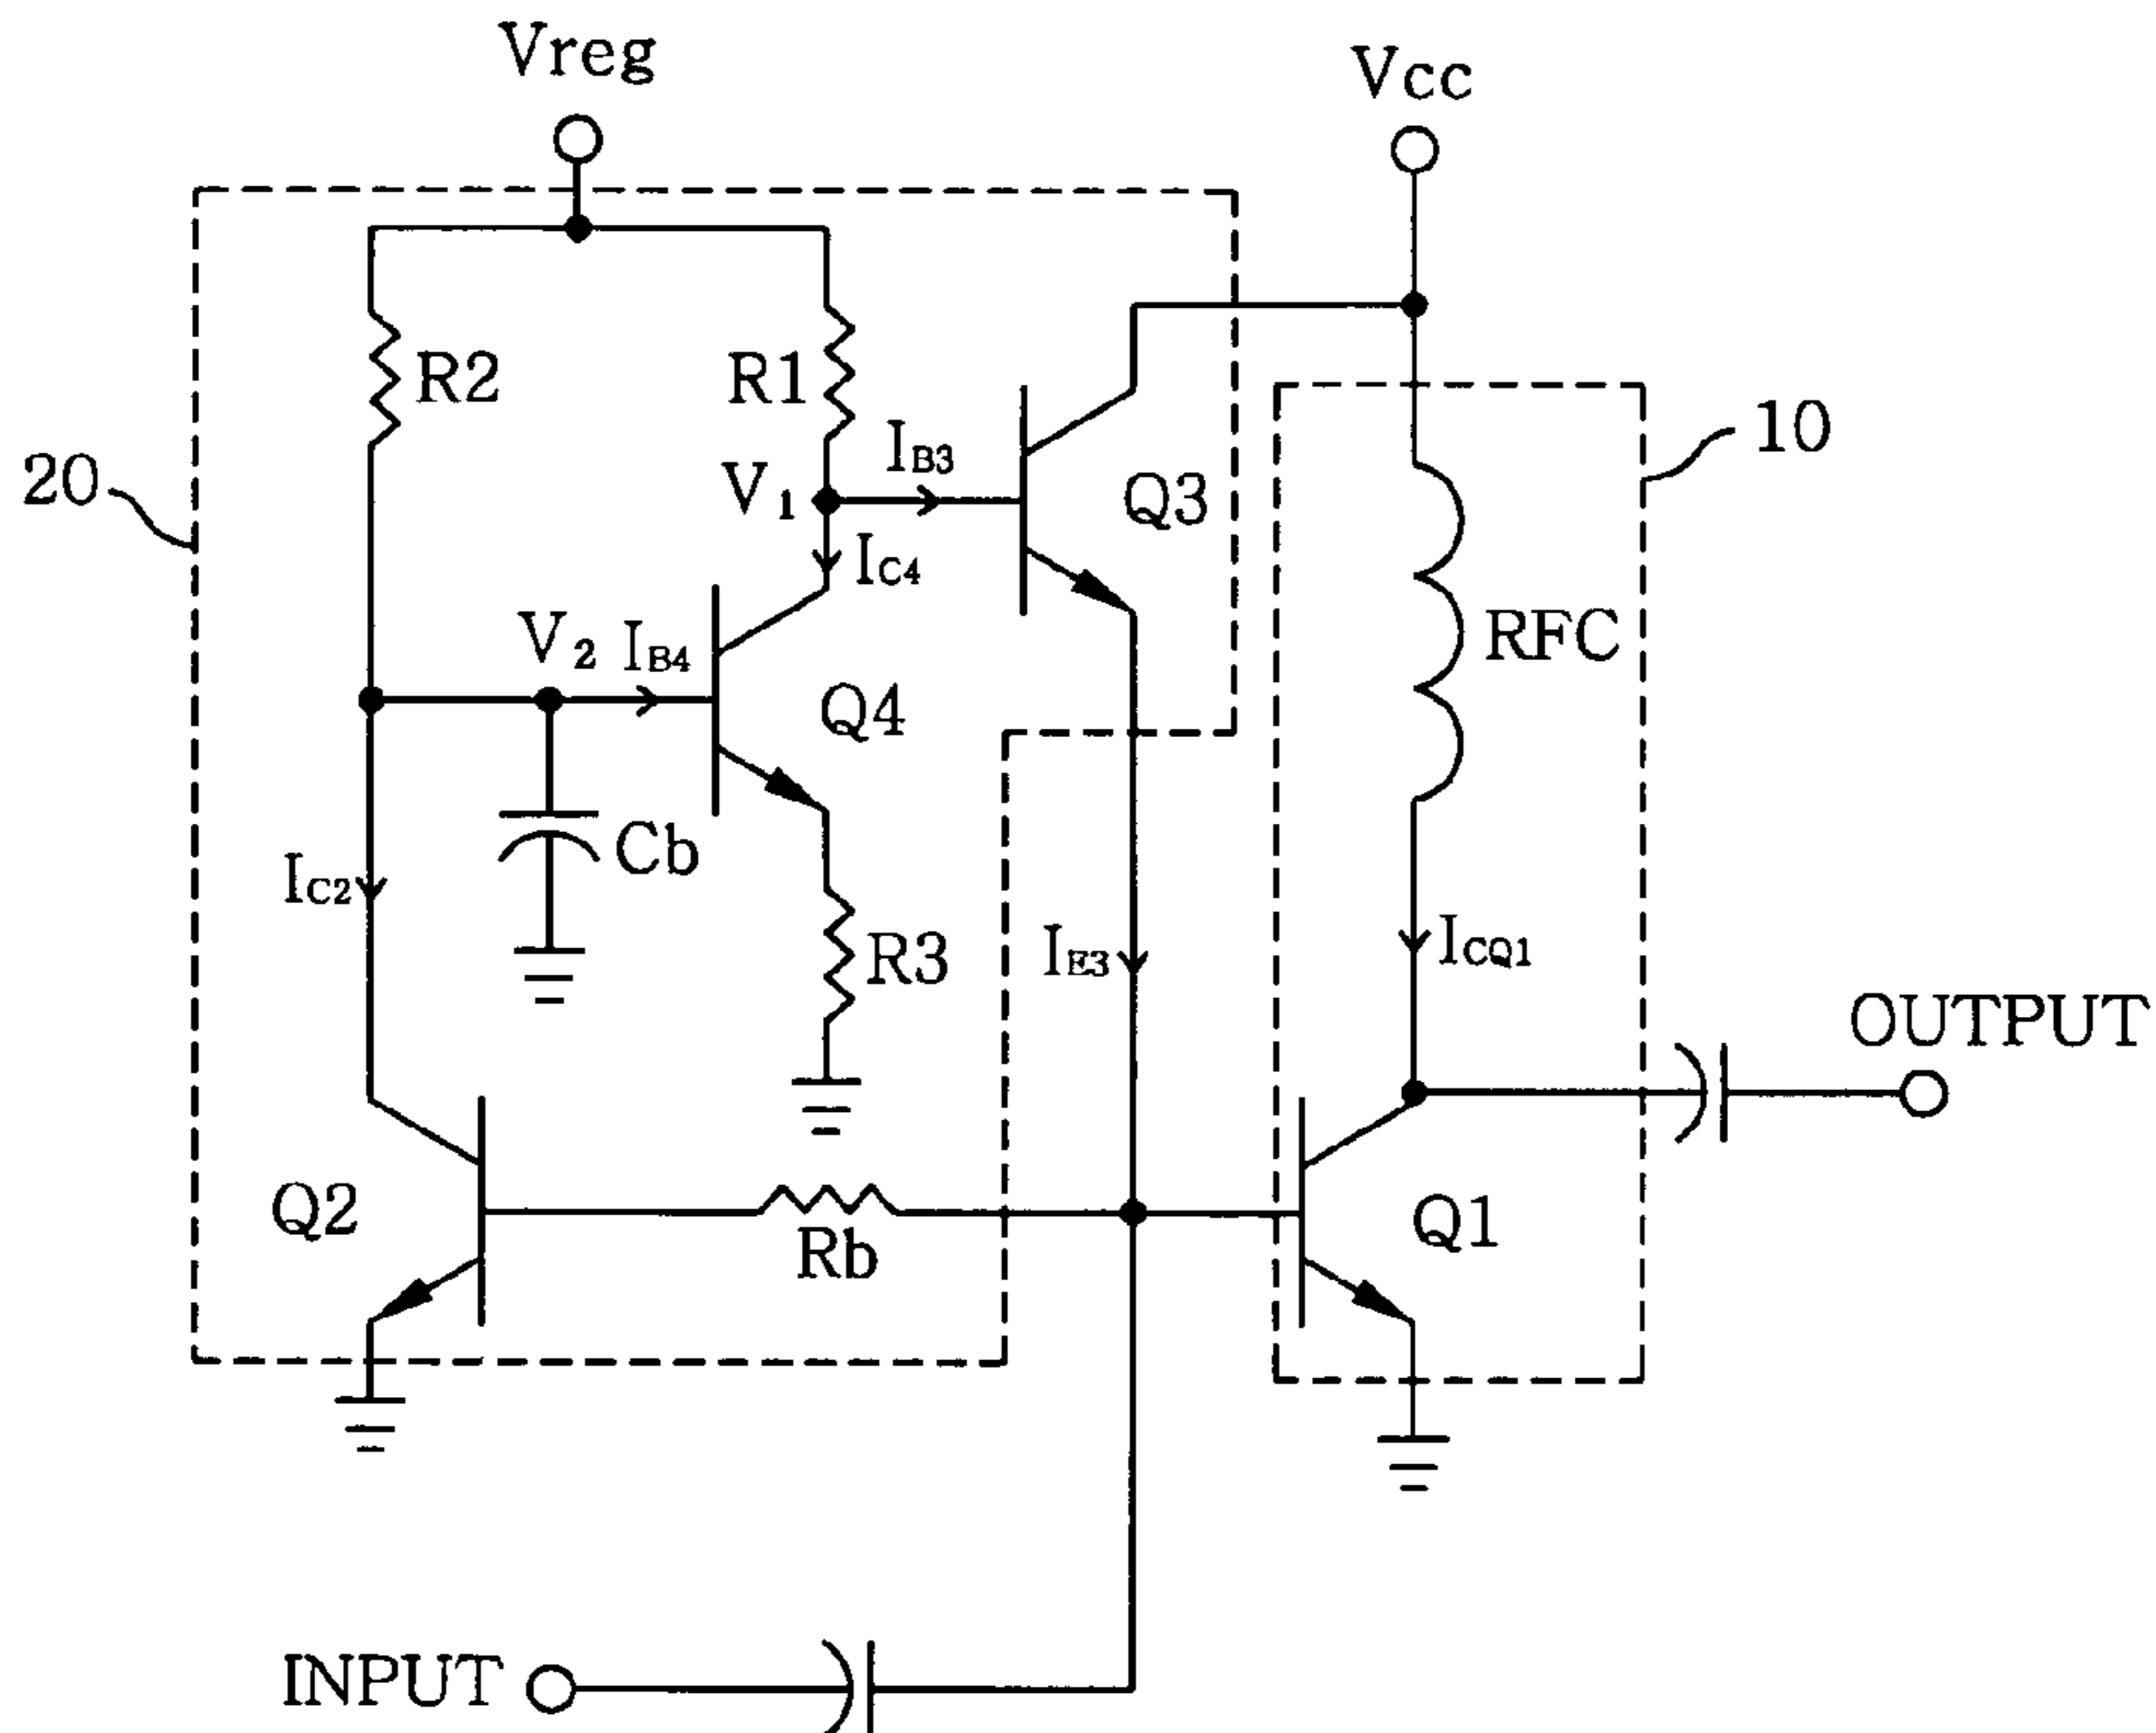 Vreg
Vcc
R2
R1
10
20
V1
IB3
Q3
IC4
V2
IB4
Q4
RFC
Cb
IC2
R3
IE3
ICQ1
OUTPUT
Q2
Rb
Q1
INPUT